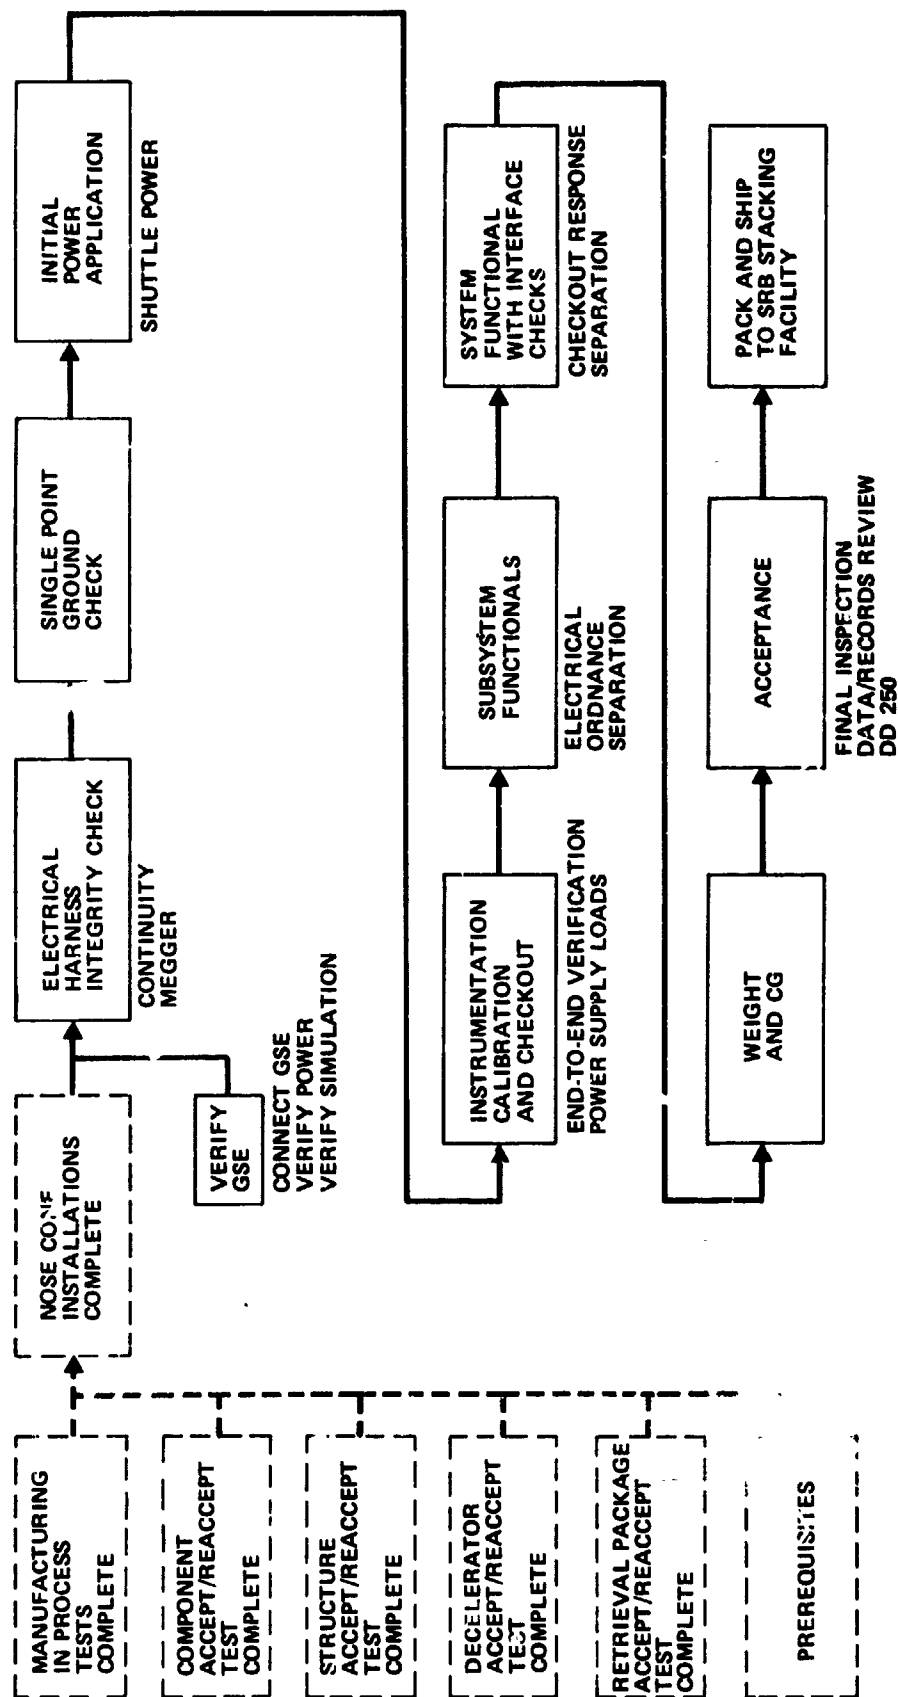 MANUFACTURING
IN PROCESS
TESTS
COMPLETE
COMPONENT
ACCEPT/REACCEPT
TEST
COMPLETE
STRUCTURE
ACCEPT/REACCEPT
TEST
COMPLETE
DECELERATOR
ACCEPT/REACCEPT
TEST
COMPLETE
RETRIEVAL PACKAGE
ACCEPT/REACCEPT
TEST
COMPLETE
PREREQUISITES
NOSE CONE
INSTALLATIONS
COMPLETE
VERIFY
GSE
CONNECT GSE
VERIFY POWER
VERIFY SIMULATION
ELECTRICAL
HARNESS
INTEGRITY CHECK
CONTINUITY
MEGGER
SINGLE POINT
GROUND
CHECK
INITIAL
POWER
APPLICATION
SHUTTLE POWER
INSTRUMENTATION
CALIBRATION
AND CHECKOUT
END-TO-END VERIFICATION
POWER SUPPLY LOADS
SUBSYSTEM
FUNCTIONALS
ELECTRICAL
ORDNANCE
SEPARATION
SYSTEM
FUNCTIONAL
WITH INTERFACE
CHECKS
CHECKOUT RESPONSE
SEPARATION
WEIGHT
AND CG
ACCEPTANCE
FINAL INSPECTION
DATA/RECORDS REVIEW
DD 250
PACK AND SHIP
TO SRB STACKING
FACILITY